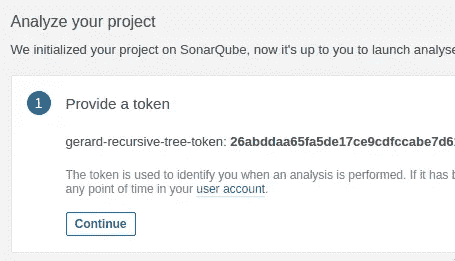 Analyze your project
We initialized your project on SonarQube, now it's up to you to launch analyse
1 Provide a token
gerard-recursive-tree-token: 26abddaa65fa5de17ce9cdfccabe7d6
The token is used to identify you when an analysis is performed. If it has b
any point of time in your user account.
Continue